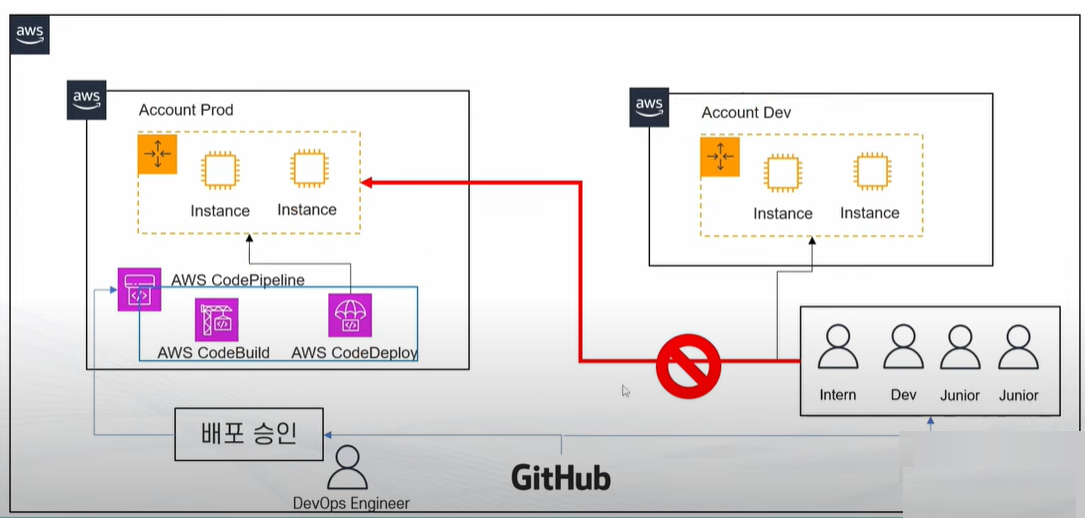 aws
aws
Account Prod
Instance
Instance
AWS CodePipeline
AWS CodeBuild
AWS CodeDeploy
aws
Account Dev
Instance
Instance
Intern
Dev
Junior
Junior
배포 승인
DevOps Engineer
GitHub